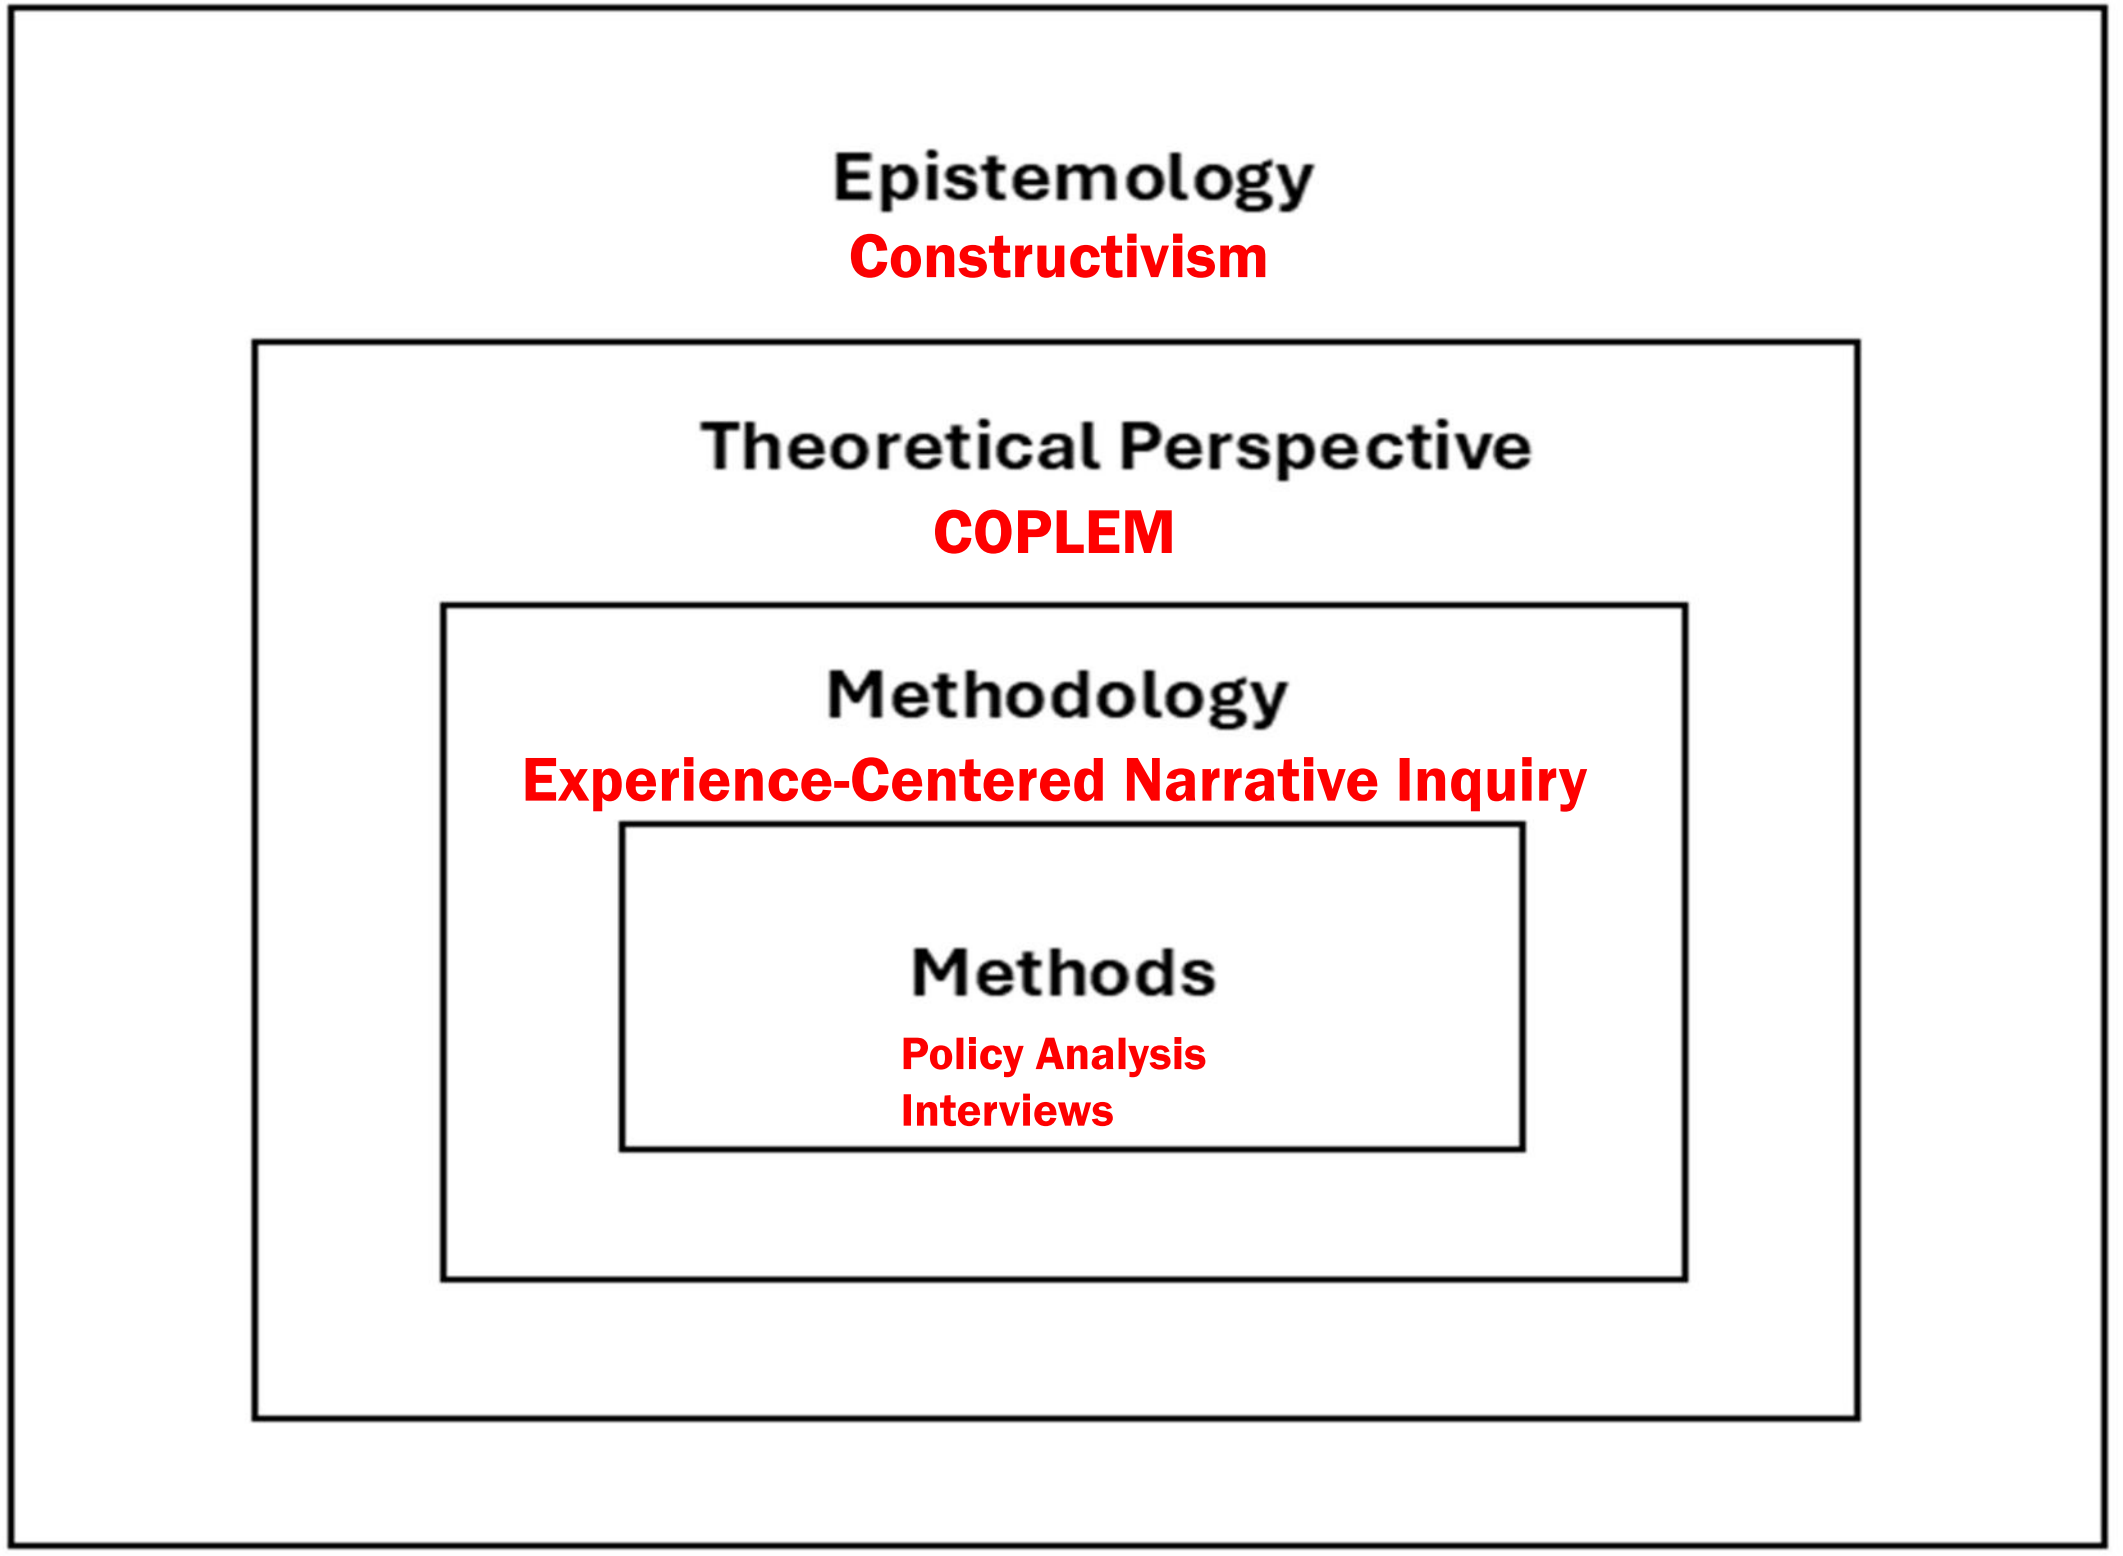 Epistemology
Constructivism
Theoretical Perspective
COPLEM
Methodology
Experience-Centered Narrative Inquiry
Methods
Policy Analysis
Interviews